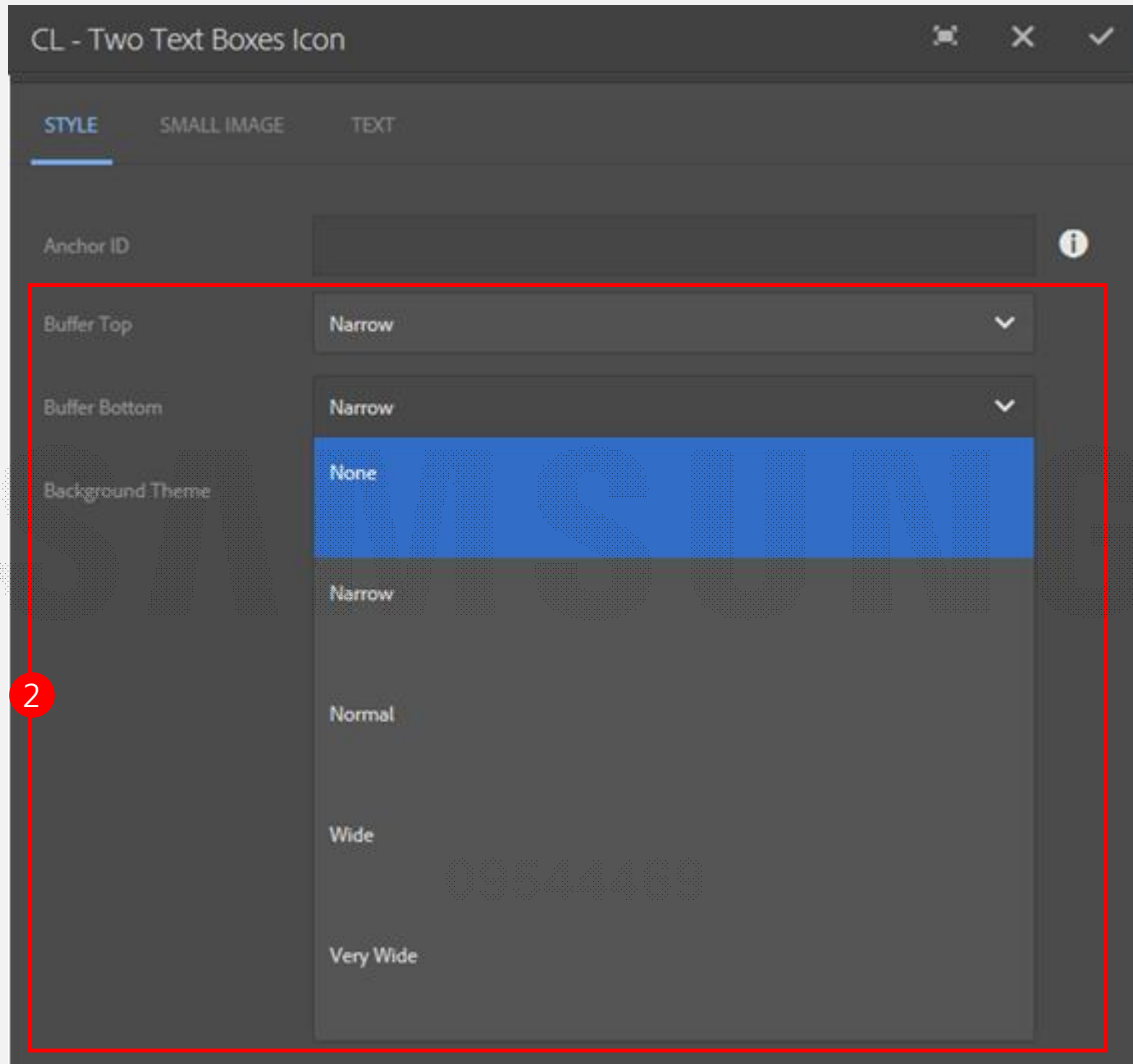 CL - Two Text Boxes Icon
STYLE SMALL IMAGE TEXT
Anchor ID
Buffer Top Narrow
Buffer Bottom Narrow
None
Background Theme
Narrow
2
Normal
Wide
Very Wide
SAMSUNG
09544469